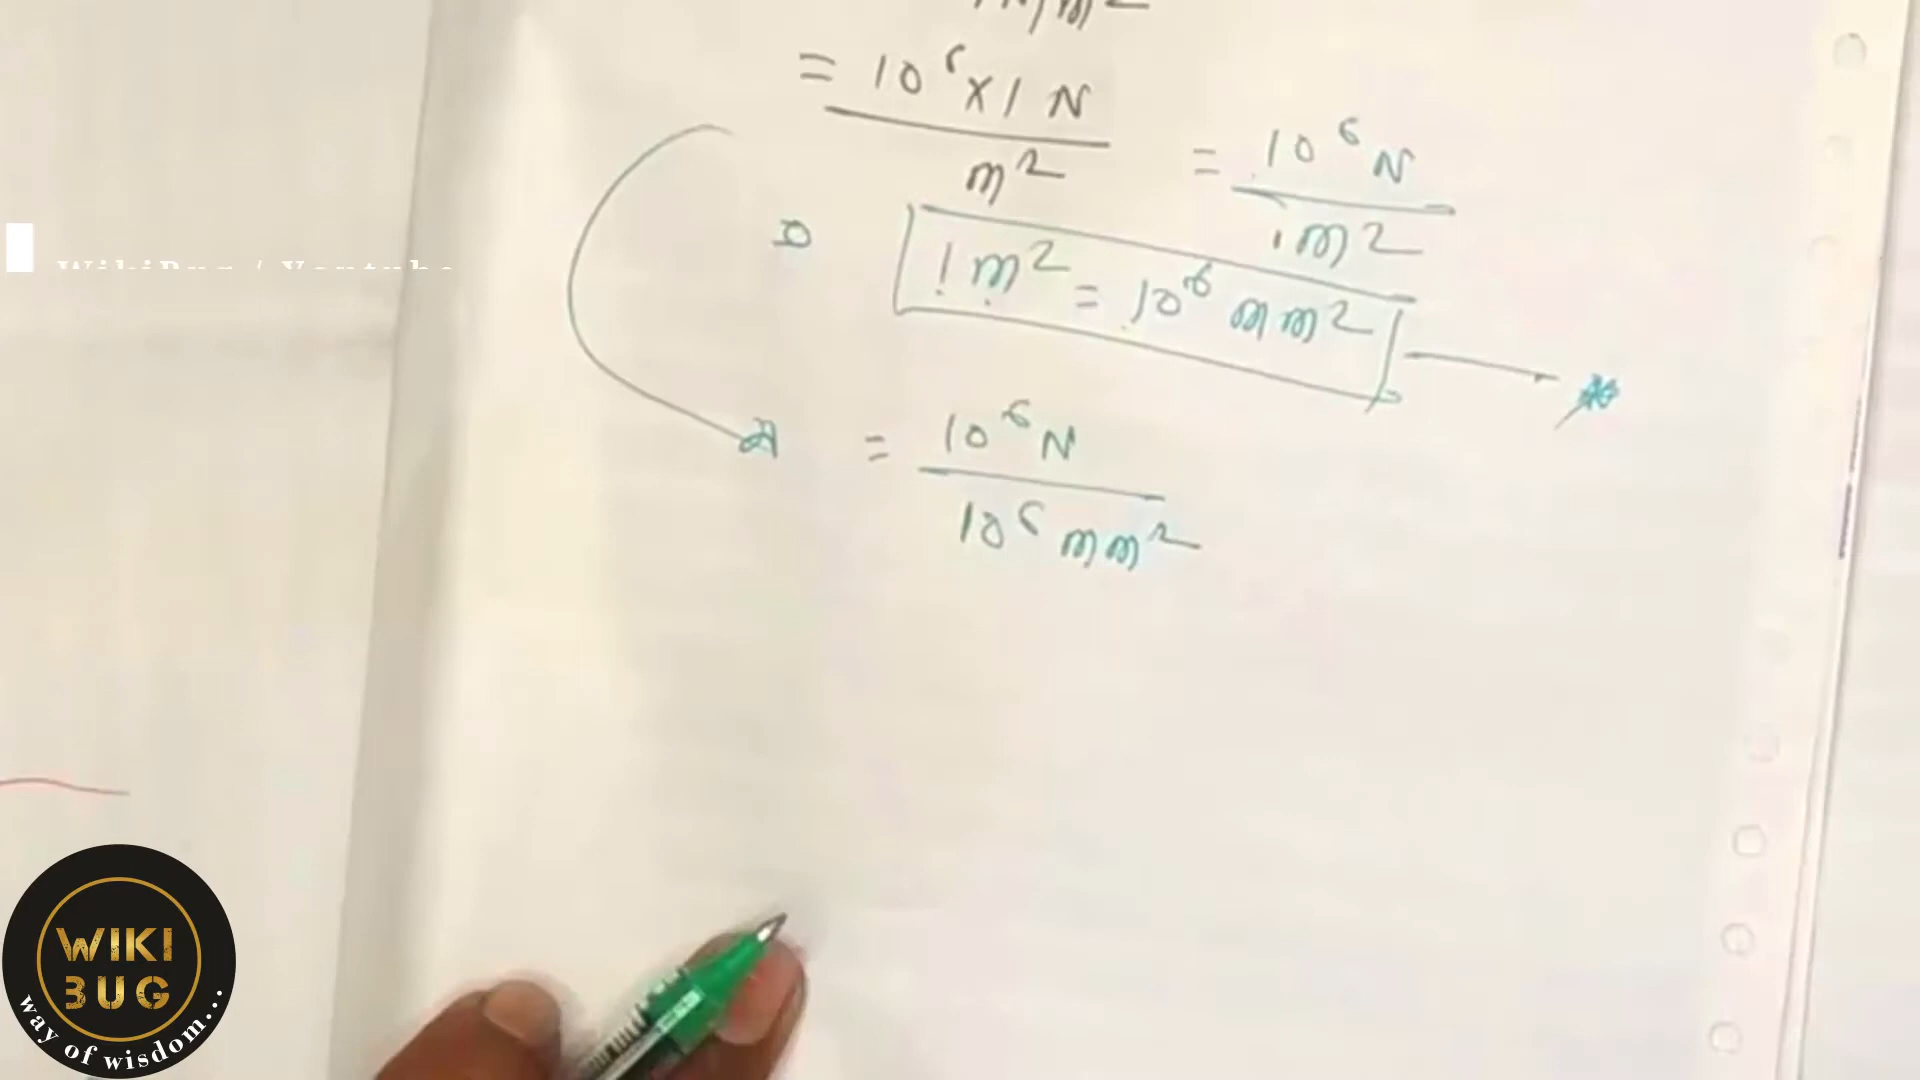 = 10⁶ X 1 N / m² = 10⁶ N / 1 m²
1 m² = 10⁶ mm²
= 10⁶ N / 10⁶ mm²
WIKI
BUG
way of wisdom...